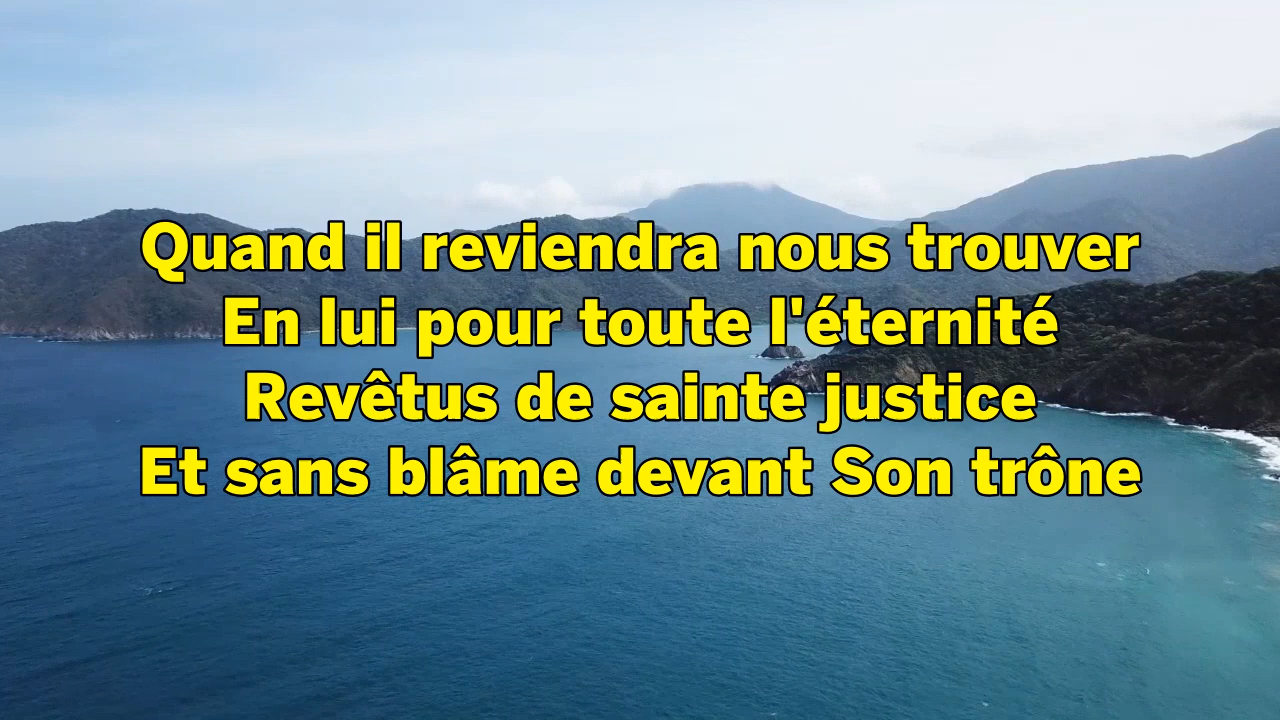 Quand il reviendra nous trouver
En lui pour toute l'éternité
Revêtus de sainte justice
Et sans blâme devant Son trône